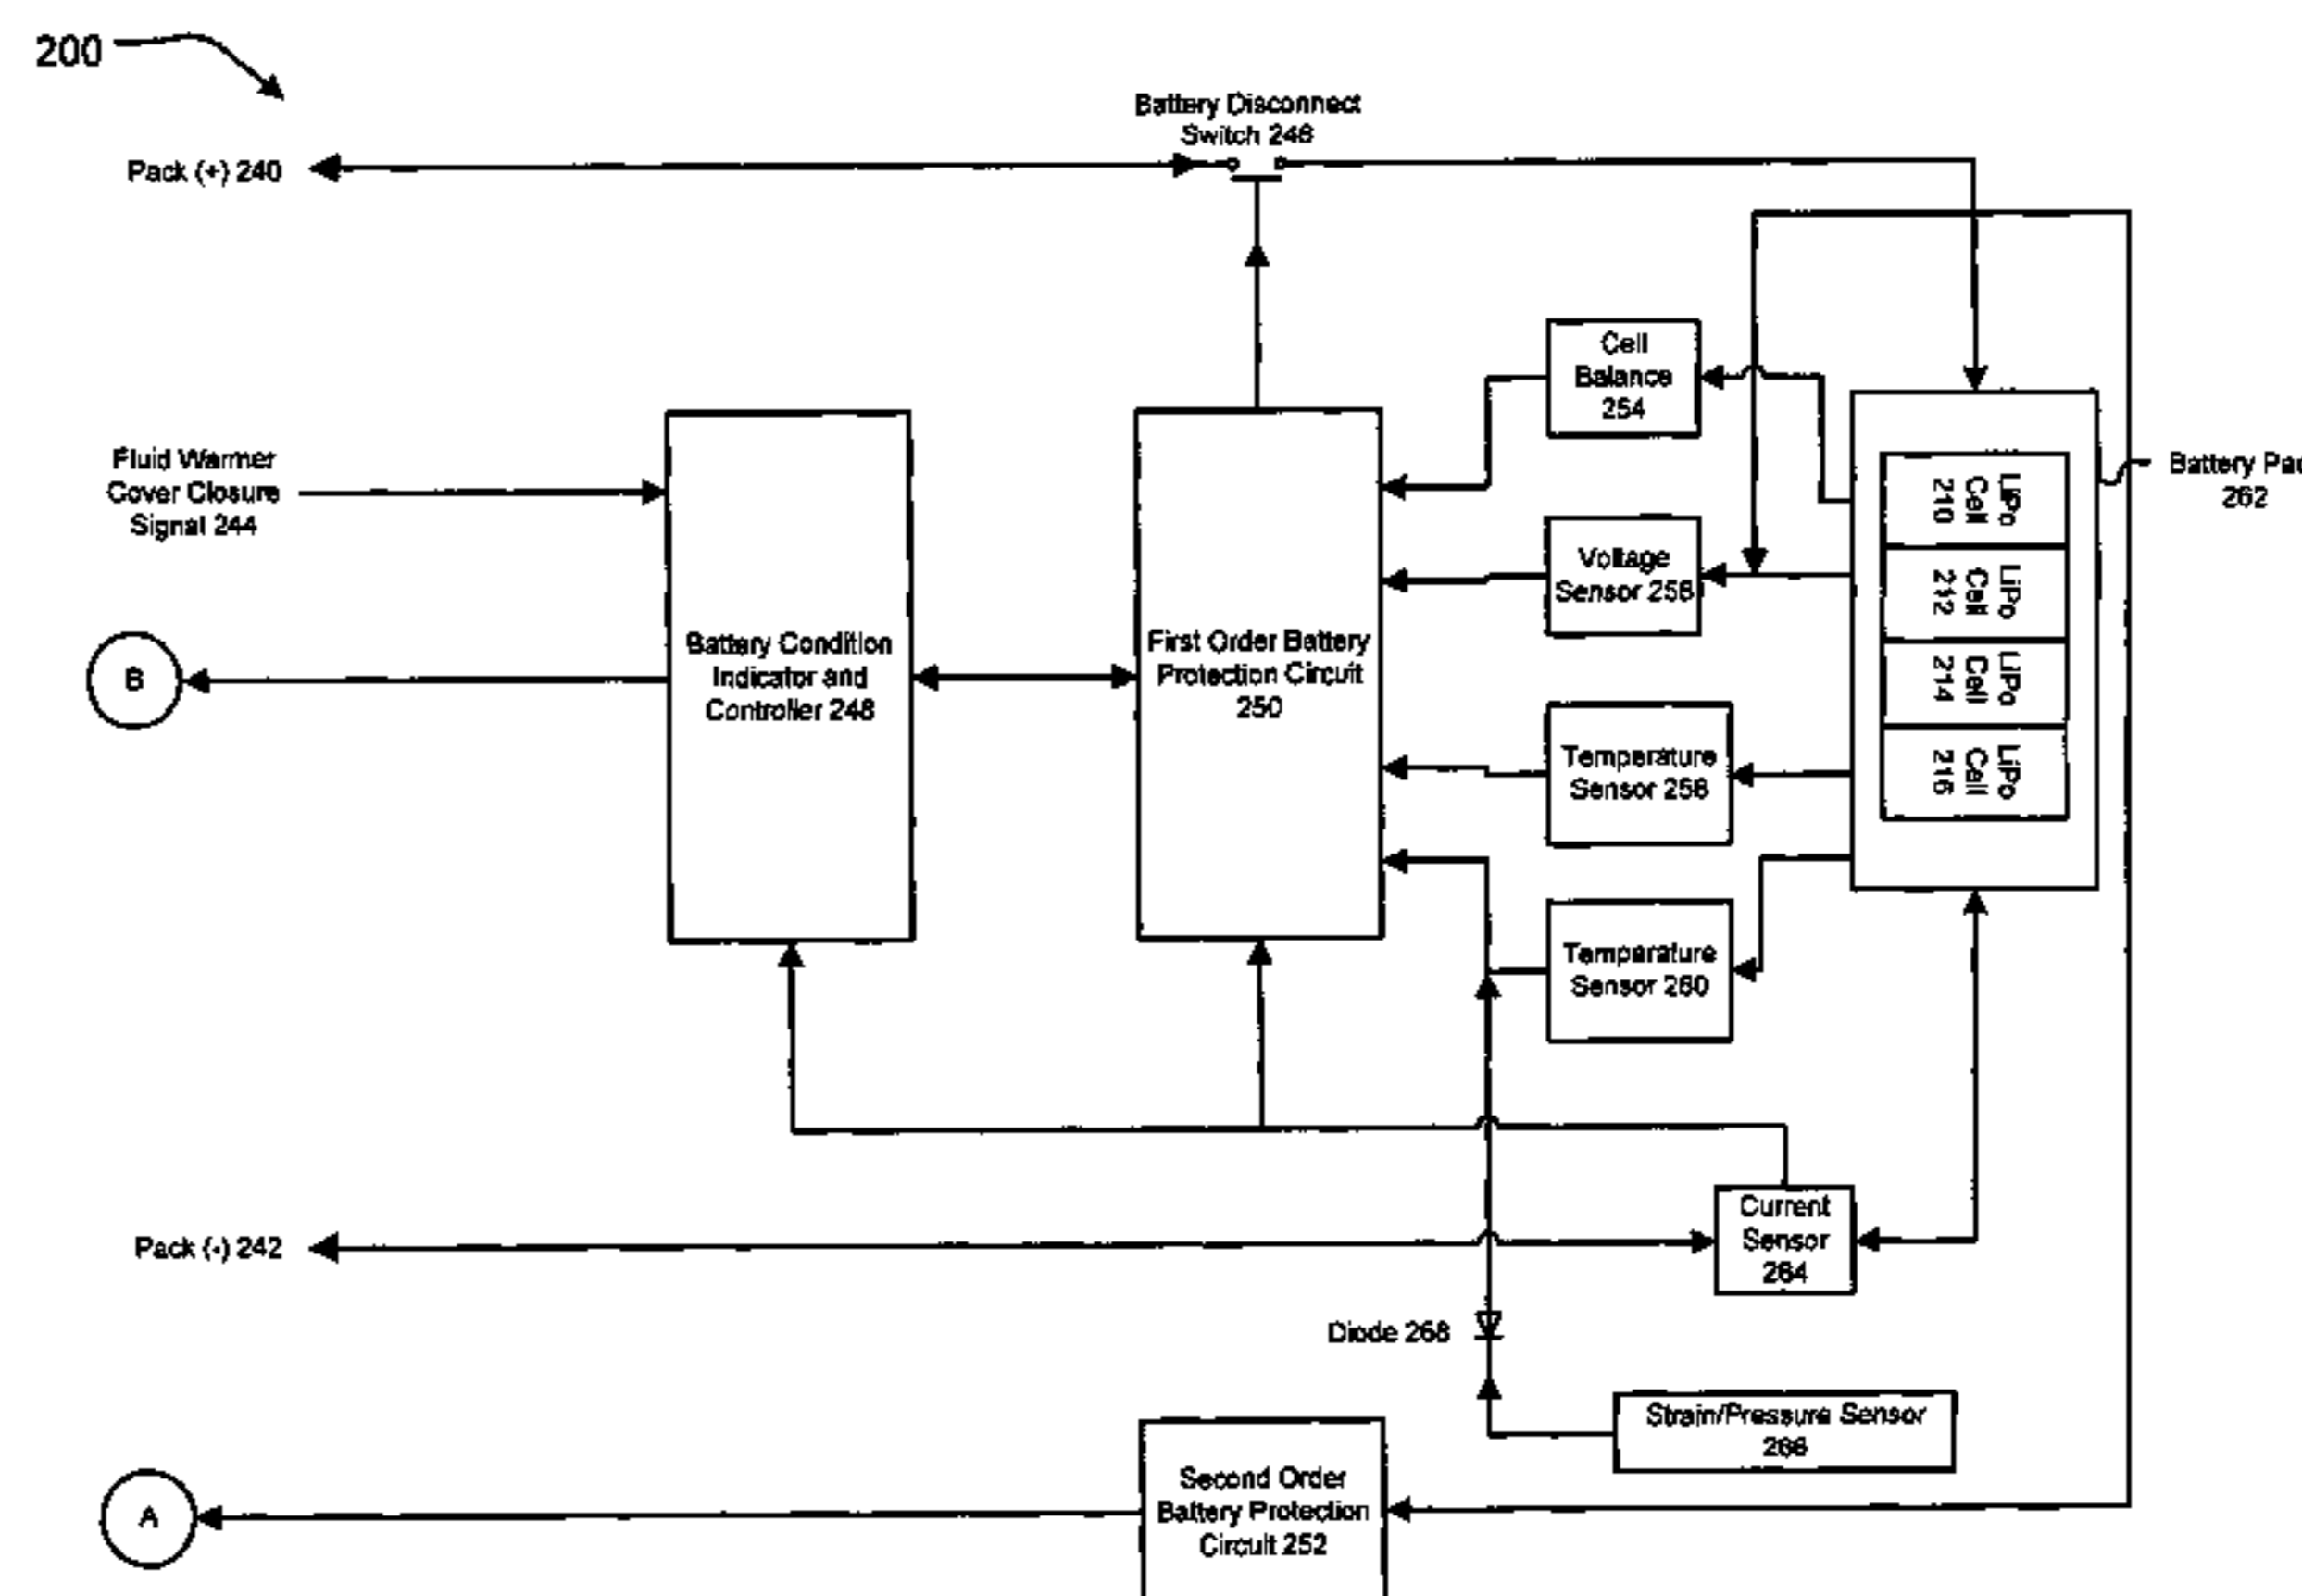 200
Battery Disconnect
Switch 246
Pack (+) 240
Cell
Balance
254
Fluid Warmer
Cover Closure
Signal 244
Battery
262
LiPo
Cell
210
LiPo
Cell
212
LiPo
Cell
214
LiPo
Cell
216
Voltage
Sensor 256
B
Battery Condition
Indicator and
Controller 248
First Order Battery
Protection Circuit
250
Temperature
Sensor 258
Temperature
Sensor 260
Current
Sensor
264
Pack (-) 242
Diode 268
Strain/Pressure Sensor
266
Second Order
Battery Protection
Circuit 252
A